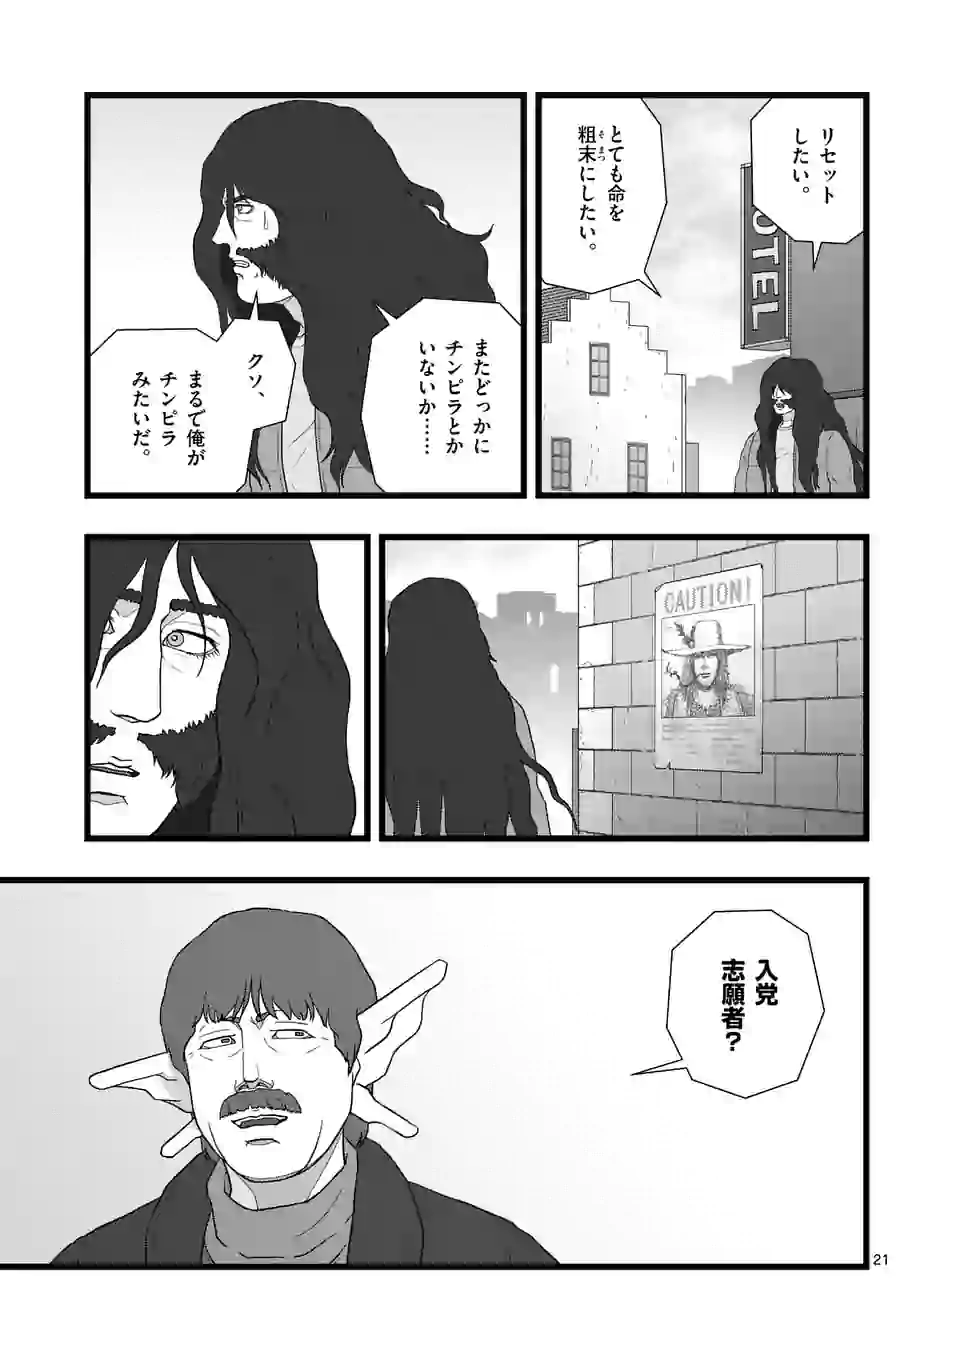 リセット
したい。
とても命を
粗末にしたい。
そまつ
OTEL
またどっかに
チンピラとか
いないか……
クソ、
まるで俺が
チンピラ
みたいだ。
CAUTION!
入党
志願者?
21